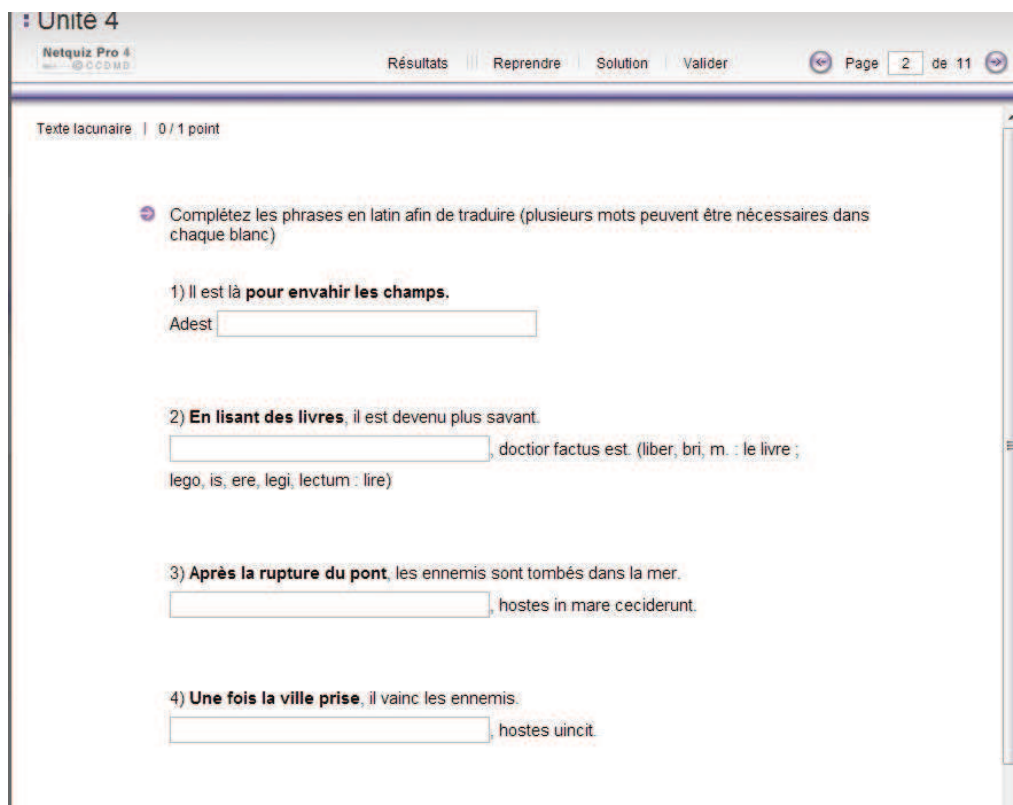 Unité 4
Netquiz Pro 4
CCDMD
Résultats Reprendre Solution Valider Page 2 de 11
Texte lacunaire | 0 / 1 point
Complétez les phrases en latin afin de traduire (plusieurs mots peuvent être nécessaires dans
chaque blanc)
1) Il est là pour envahir les champs.
Adest
2) En lisant des livres, il est devenu plus savant.
, doctior factus est. (liber, bri, m. : le livre ;
lego, is, ere, legi, lectum : lire)
3) Après la rupture du pont, les ennemis sont tombés dans la mer.
, hostes in mare ceciderunt.
4) Une fois la ville prise, il vainc les ennemis.
, hostes uincit.